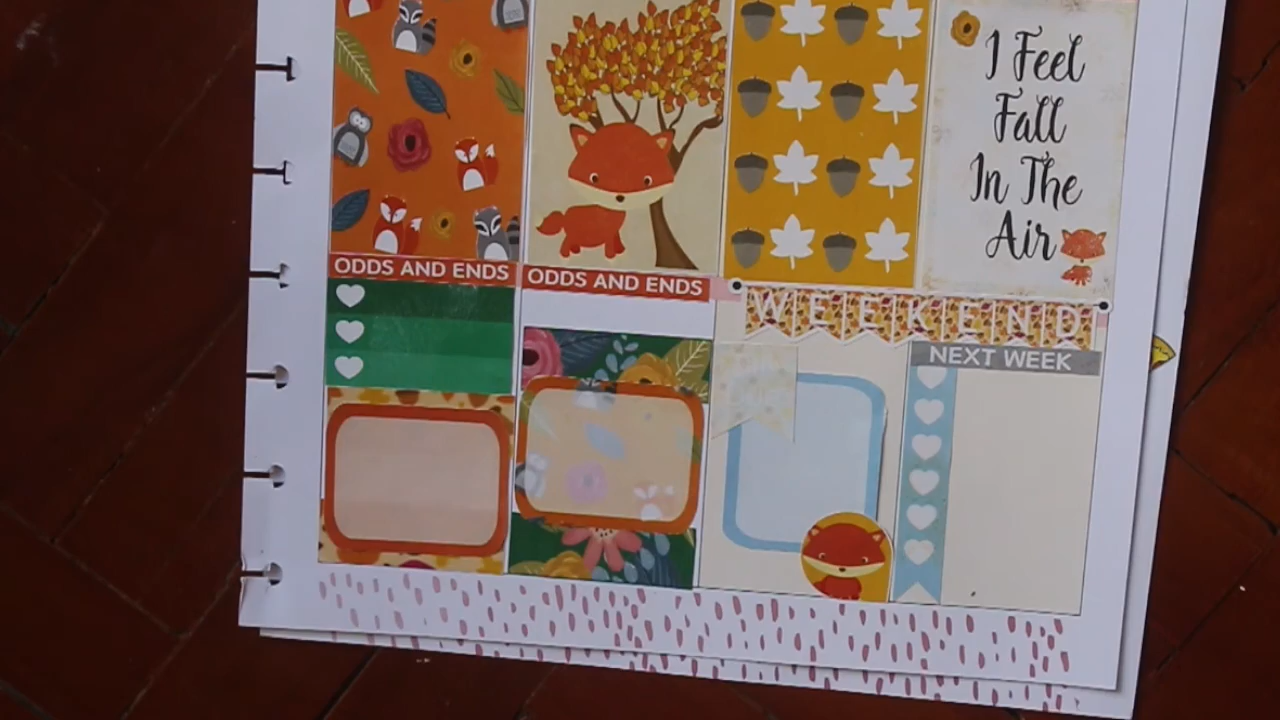 I Feel
Fall
In The
Air
ODDS AND ENDS
ODDS AND ENDS
WEEKEND
NEXT WEEK